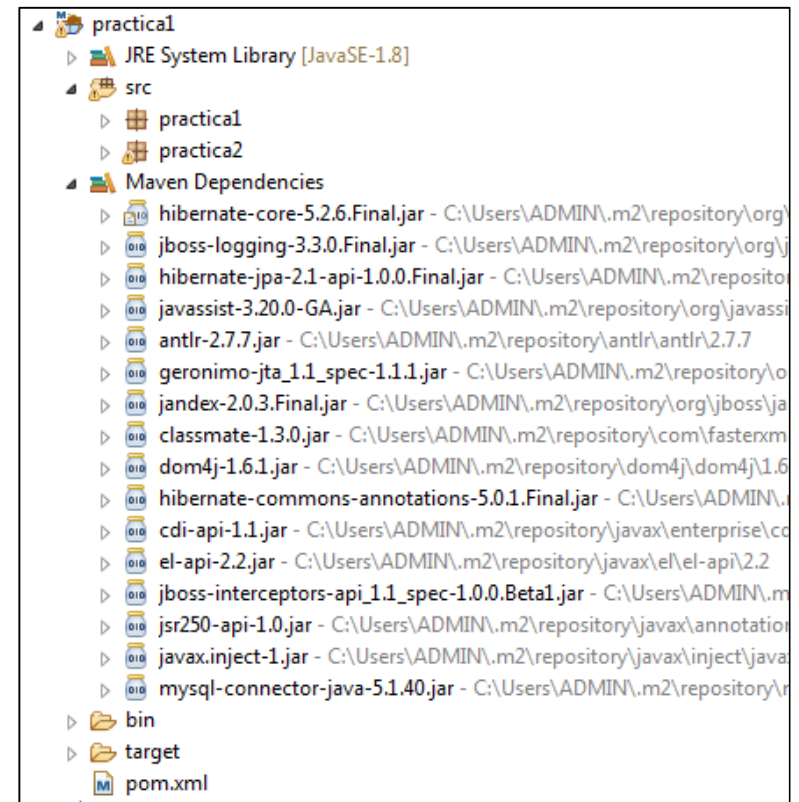 practica1
JRE System Library [JavaSE-1.8]
src
practica1
practica2
Maven Dependencies
hibernate-core-5.2.6.Final.jar - C:\Users\ADMIN\.m2\repository\org\
jboss-logging-3.3.0.Final.jar - C:\Users\ADMIN\.m2\repository\org\j
hibernate-jpa-2.1-api-1.0.0.Final.jar - C:\Users\ADMIN\.m2\reposito
javassist-3.20.0-GA.jar - C:\Users\ADMIN\.m2\repository\org\javassi
antlr-2.7.7.jar - C:\Users\ADMIN\.m2\repository\antlr\antlr\2.7.7
geronimo-jta_1.1_spec-1.1.1.jar - C:\Users\ADMIN\.m2\repository\o
jandex-2.0.3.Final.jar - C:\Users\ADMIN\.m2\repository\org\jboss\ja
classmate-1.3.0.jar - C:\Users\ADMIN\.m2\repository\com\fasterxm
dom4j-1.6.1.jar - C:\Users\ADMIN\.m2\repository\dom4j\dom4j\1.6
hibernate-commons-annotations-5.0.1.Final.jar - C:\Users\ADMIN\.
cdi-api-1.1.jar - C:\Users\ADMIN\.m2\repository\javax\enterprise\cd
el-api-2.2.jar - C:\Users\ADMIN\.m2\repository\javax\el\el-api\2.2
jboss-interceptors-api_1.1_spec-1.0.0.Beta1.jar - C:\Users\ADMIN\.m
jsr250-api-1.0.jar - C:\Users\ADMIN\.m2\repository\javax\annotation
javax.inject-1.jar - C:\Users\ADMIN\.m2\repository\javax\inject\java
mysql-connector-java-5.1.40.jar - C:\Users\ADMIN\.m2\repository\r
bin
target
pom.xml